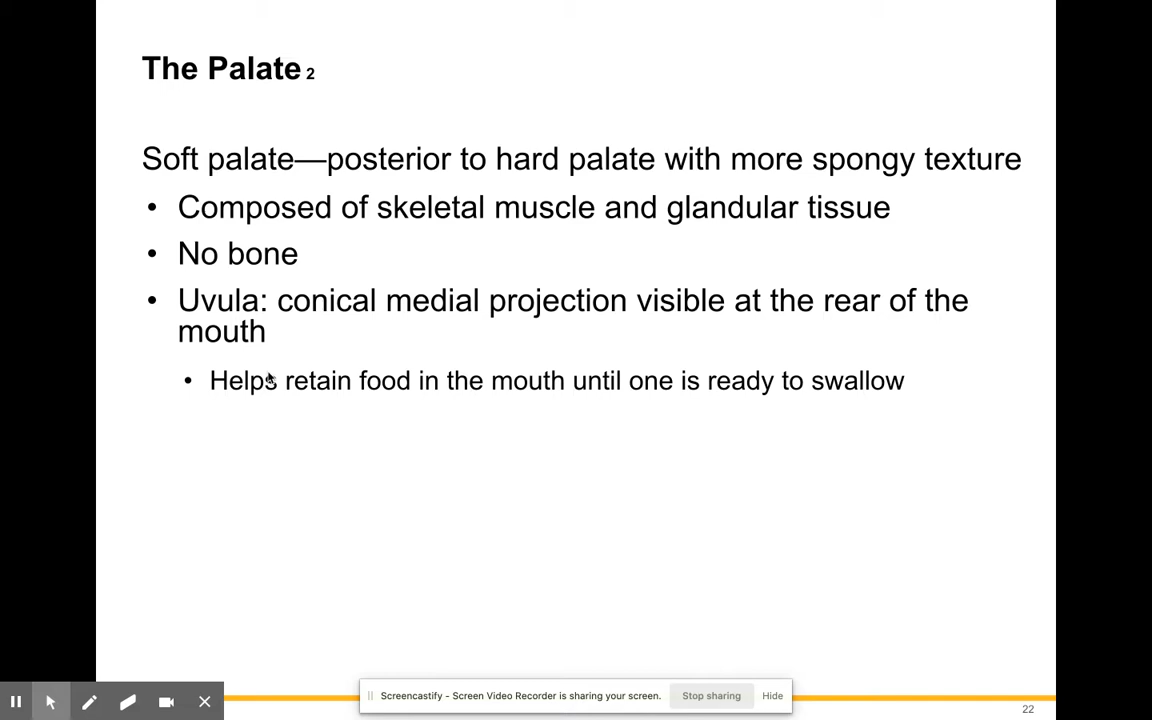 The Palate 2
Soft palate—posterior to hard palate with more spongy texture
• Composed of skeletal muscle and glandular tissue
• No bone
• Uvula: conical medial projection visible at the rear of the
mouth
• Helps retain food in the mouth until one is ready to swallow
Screencastify - Screen Video Recorder is sharing your screen. Stop sharing Hide
22